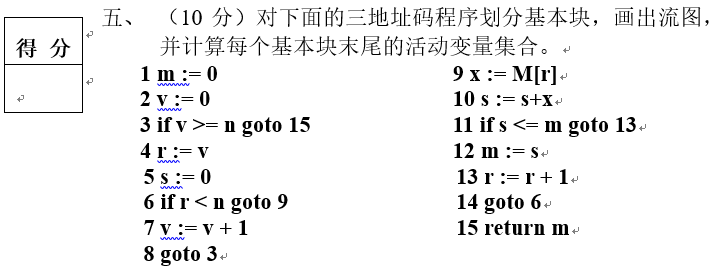 得 分
五、 （10 分）对下面的三地址码程序划分基本块，画出流图，
并计算每个基本块末尾的活动变量集合。
1 m := 0
2 v := 0
3 if v >= n goto 15
4 r := v
5 s := 0
6 if r < n goto 9
7 v := v + 1
8 goto 3
9 x := M[r]
10 s := s+x
11 if s <= m goto 13
12 m := s
13 r := r + 1
14 goto 6
15 return m